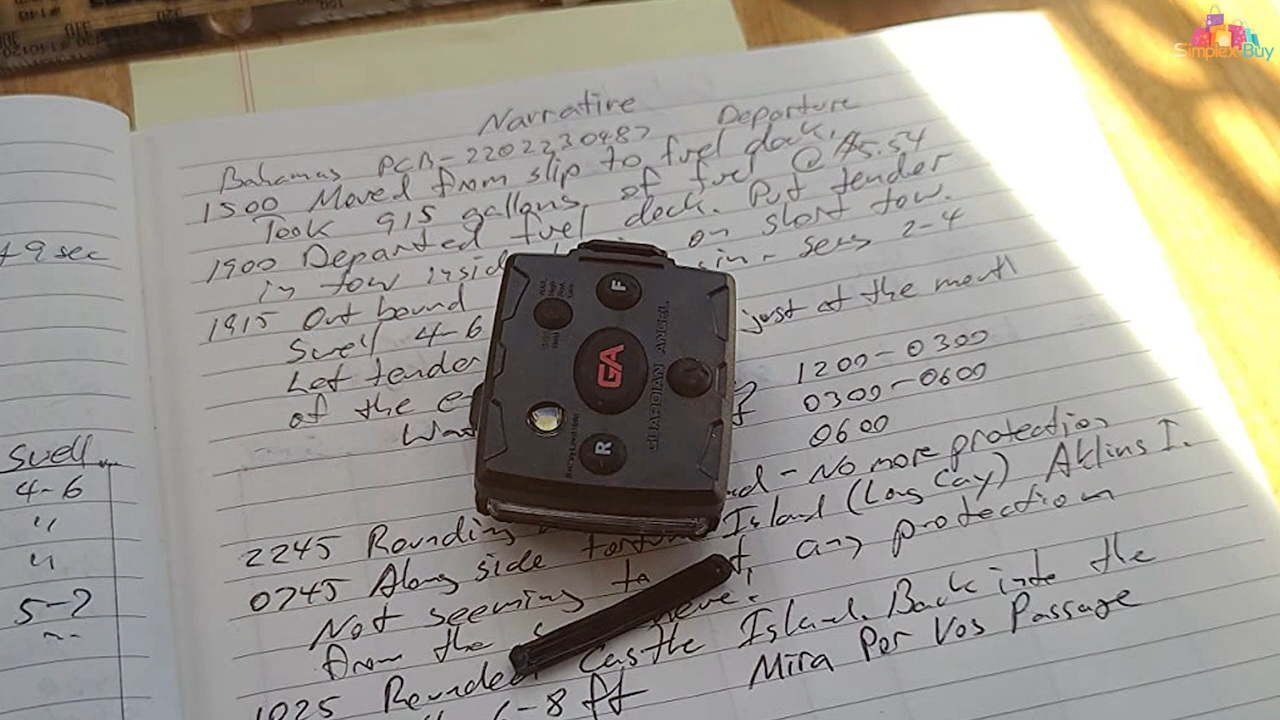 Simplex Buy
Narrative
Bahamas PCB-2202230487 Departure
1500 Moved from slip to fuel dock,
Took 915 gallons of fuel @ $5.54
1900 Departed fuel dock. Put tender
in tow insid on short tow.
1915 Out bound in - seas 2-4
Swell 4-6 just at the mouth
Let tender
of the e 1200-0300
Wat 0300-0600
0600
2245 Rounding d - No more protection
0745 Along side Island (Long Cay) Aklins I.
Not seeming to any protection
from the
1025 Rounded Castle Island. Back into the
6-8 ft Mira Por Vos Passage
+9 sec
Swell
4-6
"
"
5-7
F
GA
GUARDIAN ANGEL
R